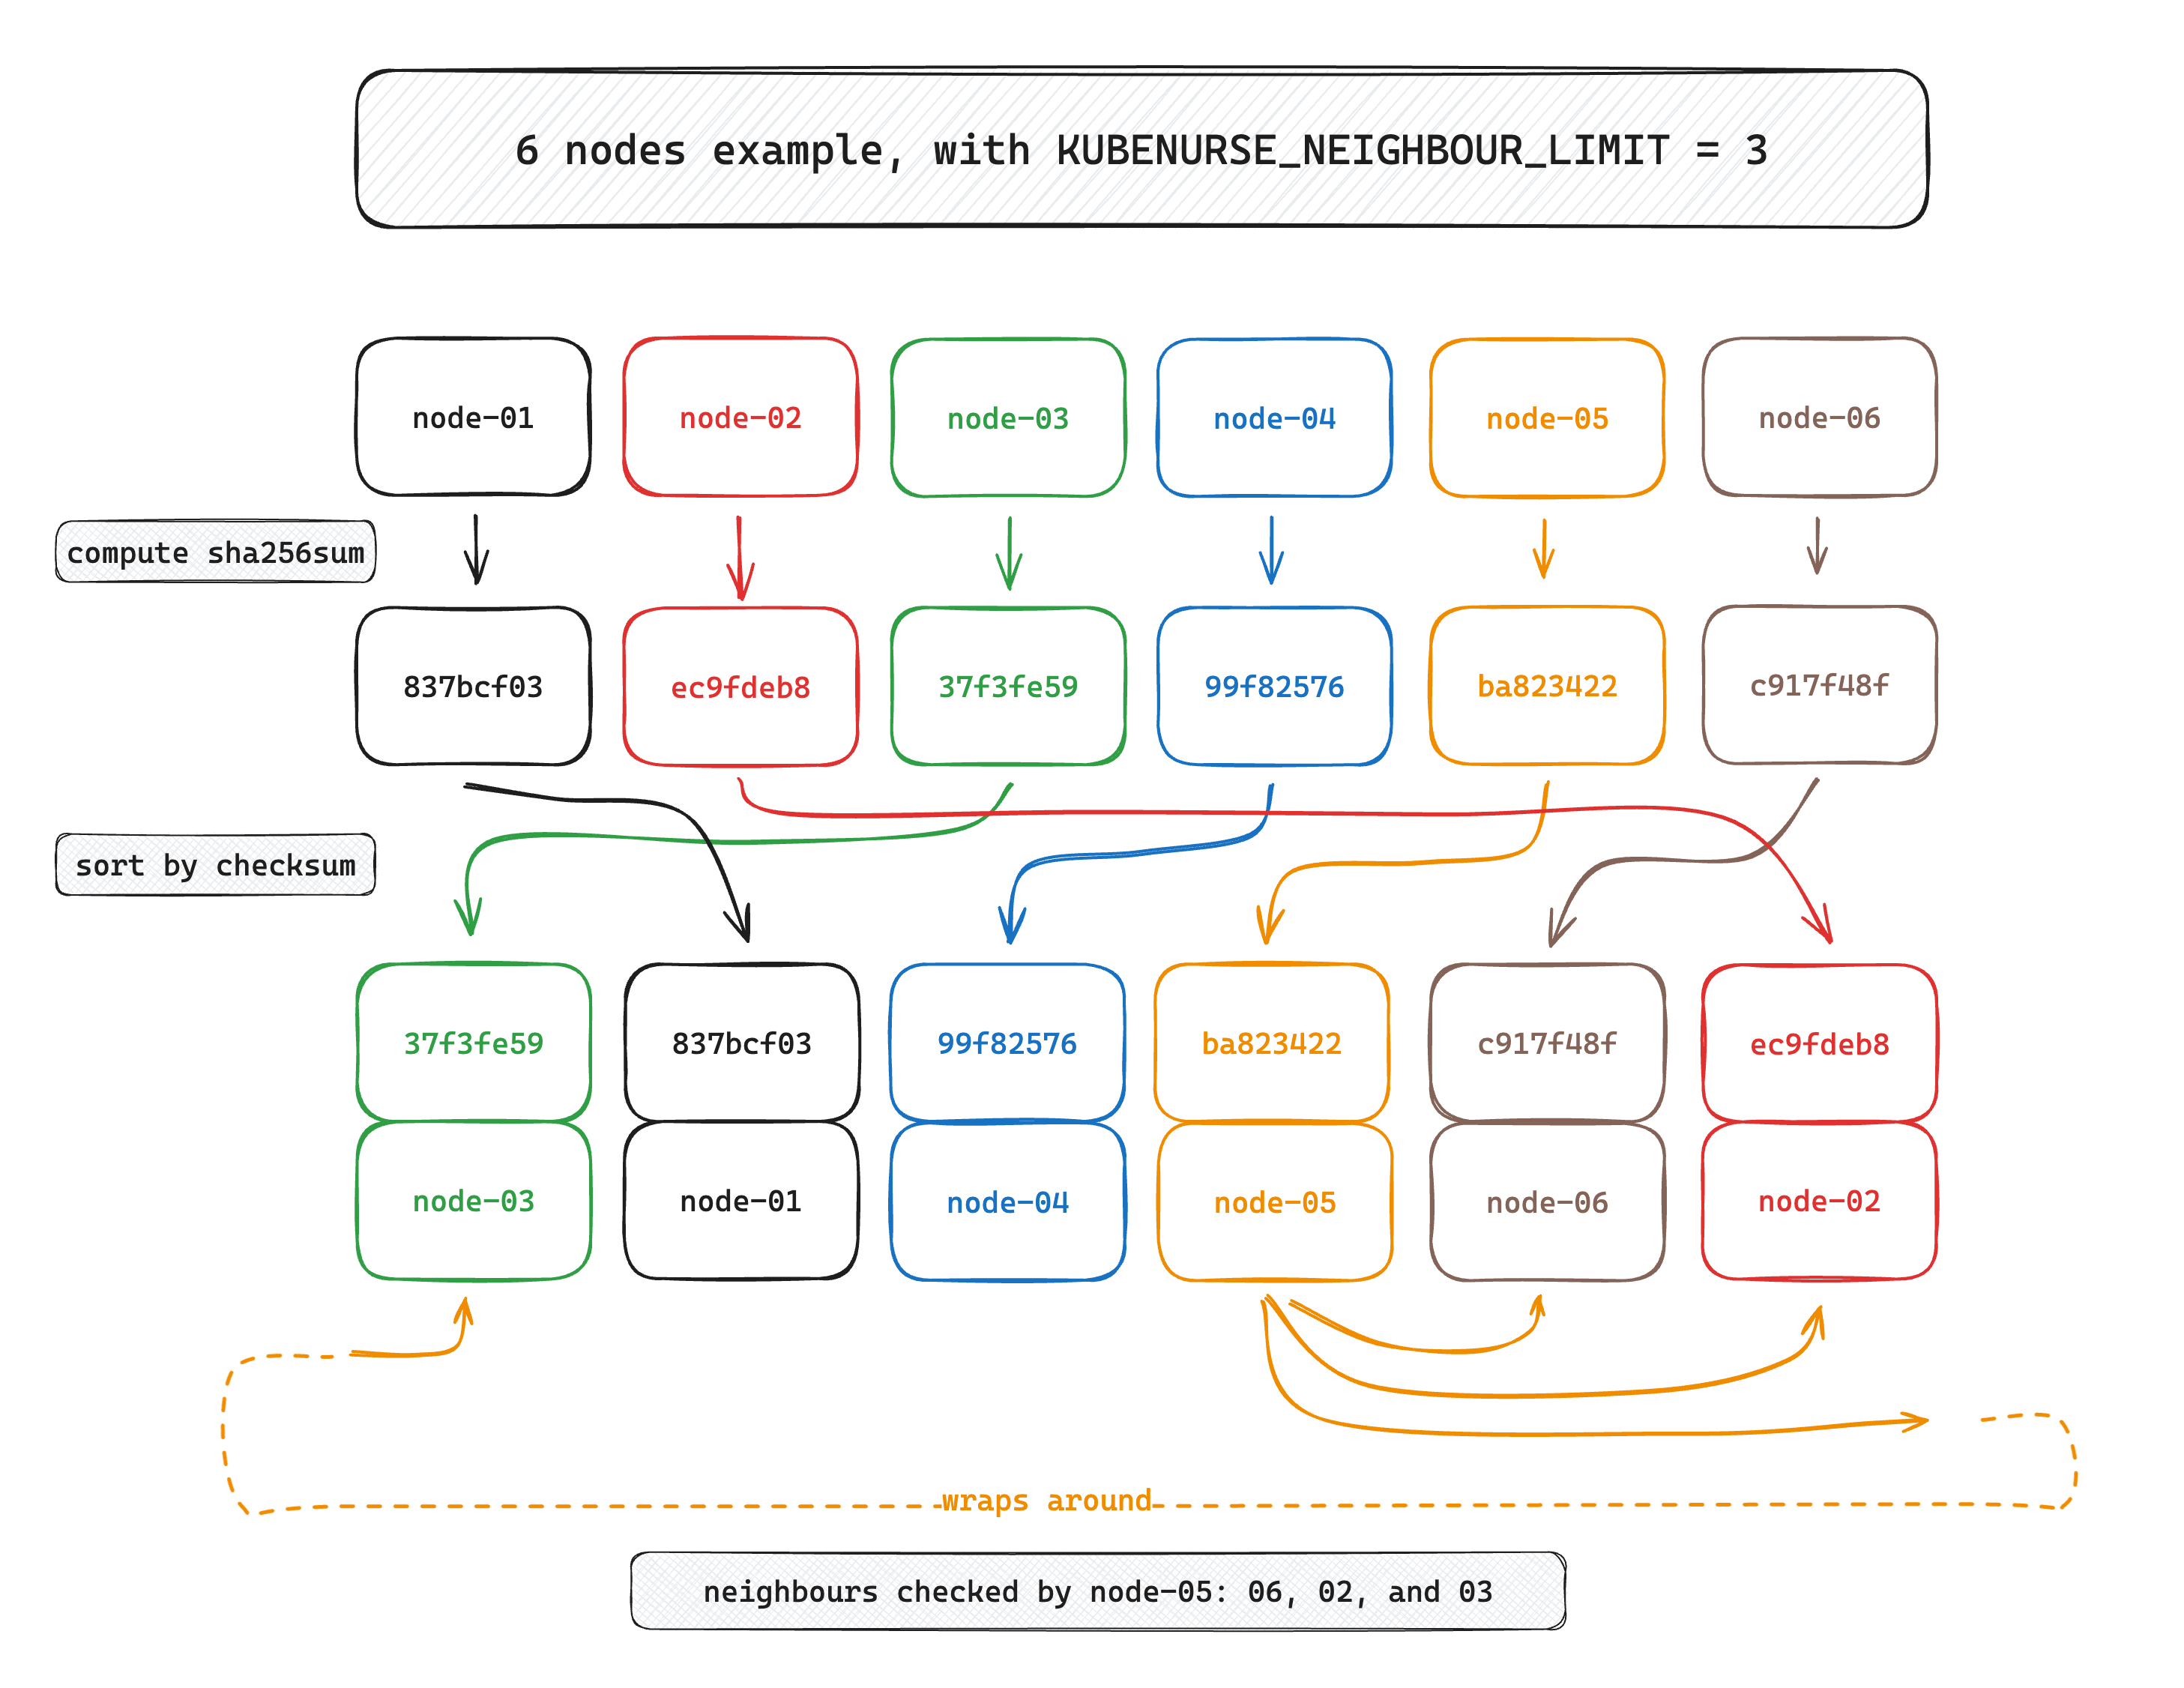 6 nodes example, with KUBENURSE_NEIGHBOUR_LIMIT = 3
node-01
node-02
node-03
node-04
node-05
node-06
compute sha256sum
837bcf03
ec9fdeb8
37f3fe59
99f82576
ba823422
c917f48f
sort by checksum
37f3fe59
837bcf03
99f82576
ba823422
c917f48f
ec9fdeb8
node-03
node-01
node-04
node-05
node-06
node-02
wraps around
neighbours checked by node-05: 06, 02, and 03